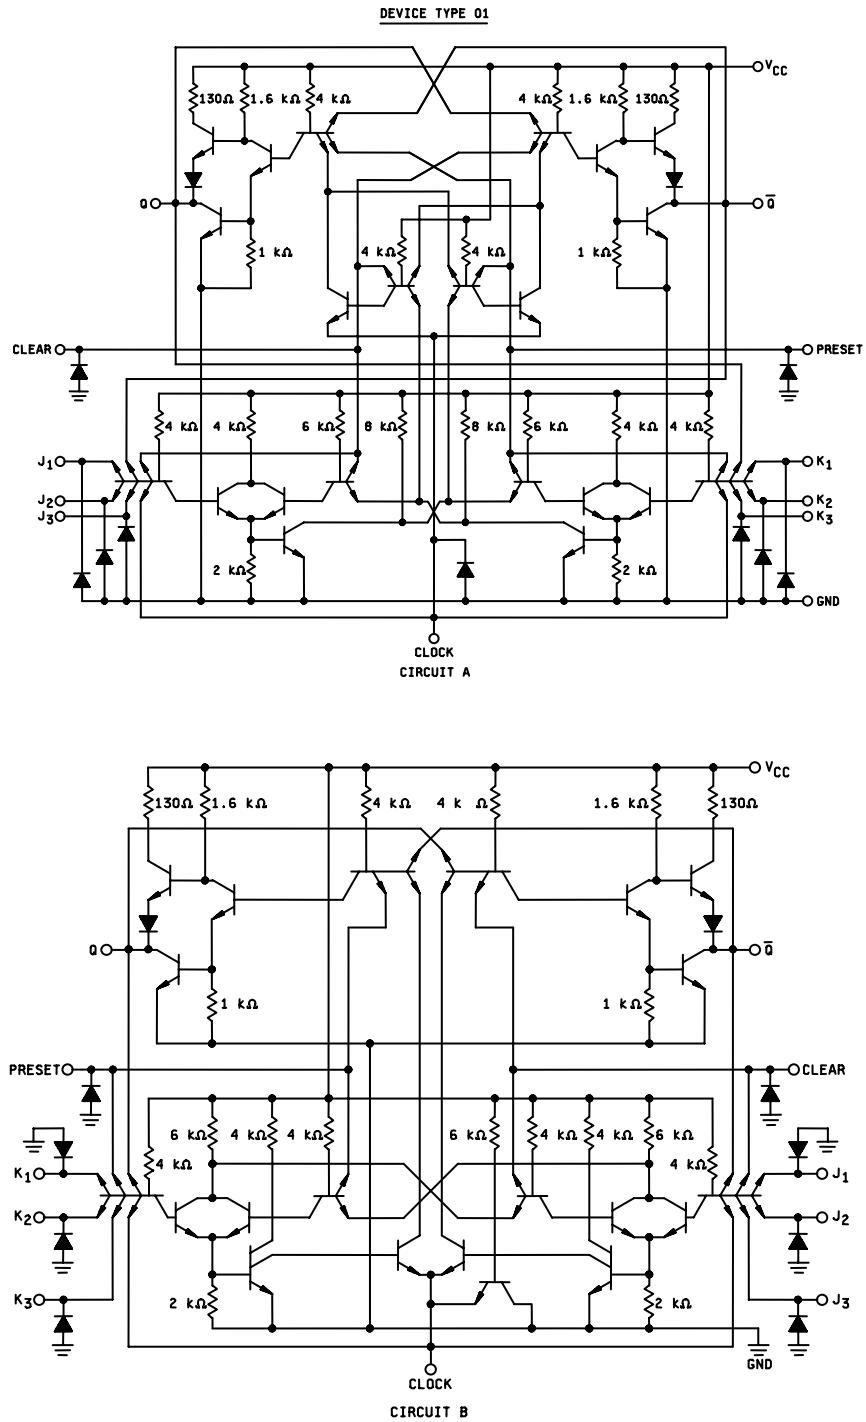 DEVICE TYPE 01
VCC
130Ω 1.6 kΩ 4 kΩ 4 kΩ 1.6 kΩ 130Ω
Q Q̅
1 kΩ 4 kΩ 4 kΩ 1 kΩ
CLEAR PRESET
4 kΩ 4 kΩ 6 kΩ 8 kΩ 8 kΩ 6 kΩ 4 kΩ 4 kΩ
J1 K1
J2 K2
J3 K3
2 kΩ 2 kΩ
GND
CLOCK
CIRCUIT A
VCC
130Ω 1.6 kΩ 4 kΩ 4 k Ω 1.6 kΩ 130Ω
Q Q̅
1 kΩ 1 kΩ
PRESET CLEAR
6 kΩ 4 kΩ 4 kΩ 6 kΩ 4 kΩ 4 kΩ 6 kΩ
4 kΩ 4 kΩ
K1 J1
K2 J2
K3 J3
2 kΩ 2 kΩ
GND
CLOCK
CIRCUIT B